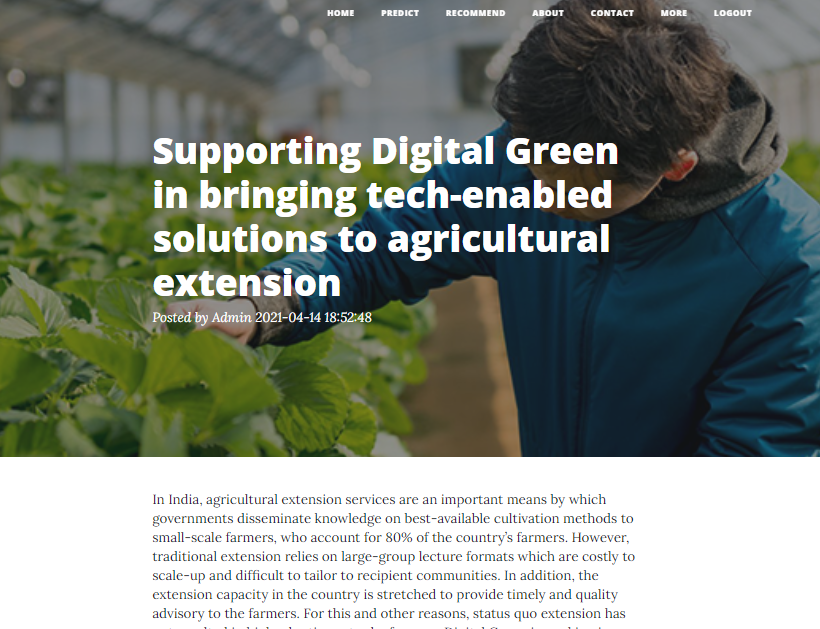 HOME PREDICT RECOMMEND ABOUT CONTACT MORE LOGOUT
Supporting Digital Green
in bringing tech-enabled
solutions to agricultural
extension
Posted by Admin 2021-04-14 18:52:48
In India, agricultural extension services are an important means by which
governments disseminate knowledge on best-available cultivation methods to
small-scale farmers, who account for 80% of the country’s farmers. However,
traditional extension relies on large-group lecture formats which are costly to
scale-up and difficult to tailor to recipient communities. In addition, the
extension capacity in the country is stretched to provide timely and quality
advisory to the farmers. For this and other reasons, status quo extension has